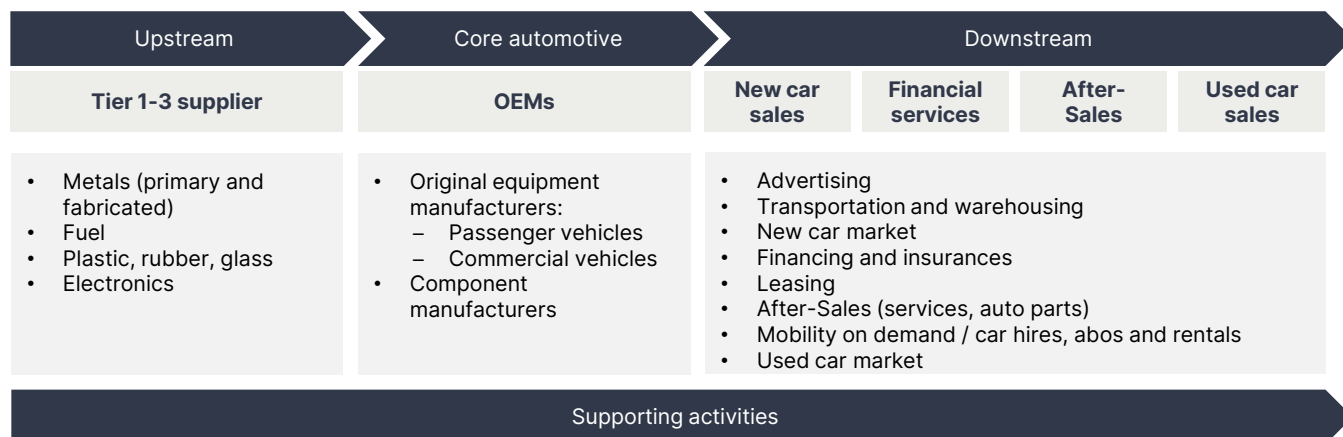 Upstream
Core automotive
Downstream
Tier 1-3 supplier
OEMs
New car
sales
Financial
services
After-
Sales
Used car
sales
• Metals (primary and
fabricated)
• Fuel
• Plastic, rubber, glass
• Electronics
• Original equipment
manufacturers:
– Passenger vehicles
– Commercial vehicles
• Component
manufacturers
• Advertising
• Transportation and warehousing
• New car market
• Financing and insurances
• Leasing
• After-Sales (services, auto parts)
• Mobility on demand / car hires, abos and rentals
• Used car market
Supporting activities